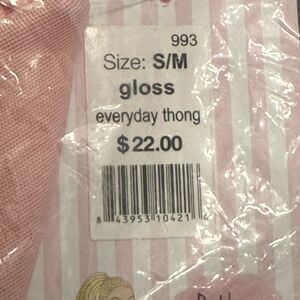 993
Size: S/M
gloss
everyday thong
$22.00
8 43953 10421 6